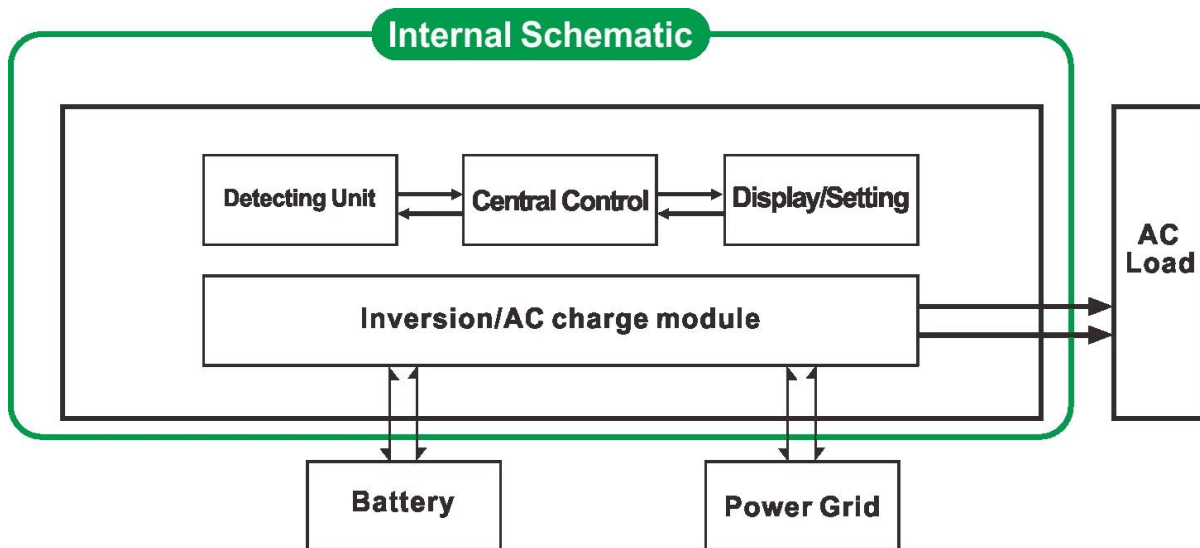 Internal Schematic
Detecting Unit
Central Control
Display/Setting
AC
Load
Inversion/AC charge module
Battery
Power Grid